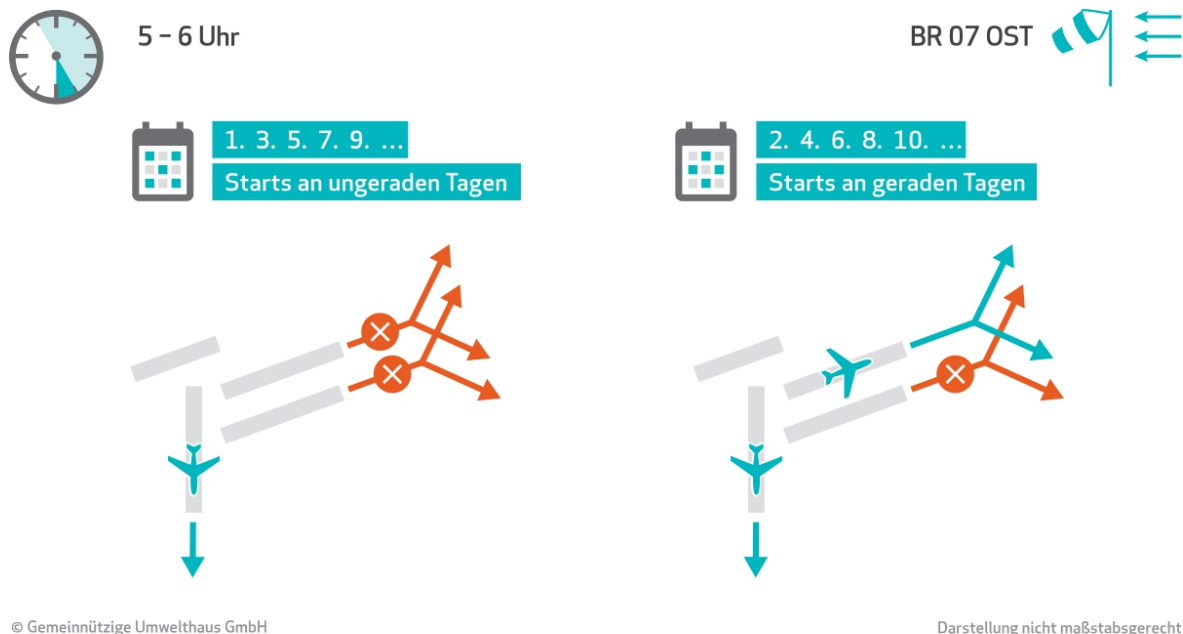 5 – 6 Uhr
BR 07 OST
1. 3. 5. 7. 9. ...
Starts an ungeraden Tagen
2. 4. 6. 8. 10. ...
Starts an geraden Tagen
© Gemeinnützige Umwelthaus GmbH
Darstellung nicht maßstabsgerecht